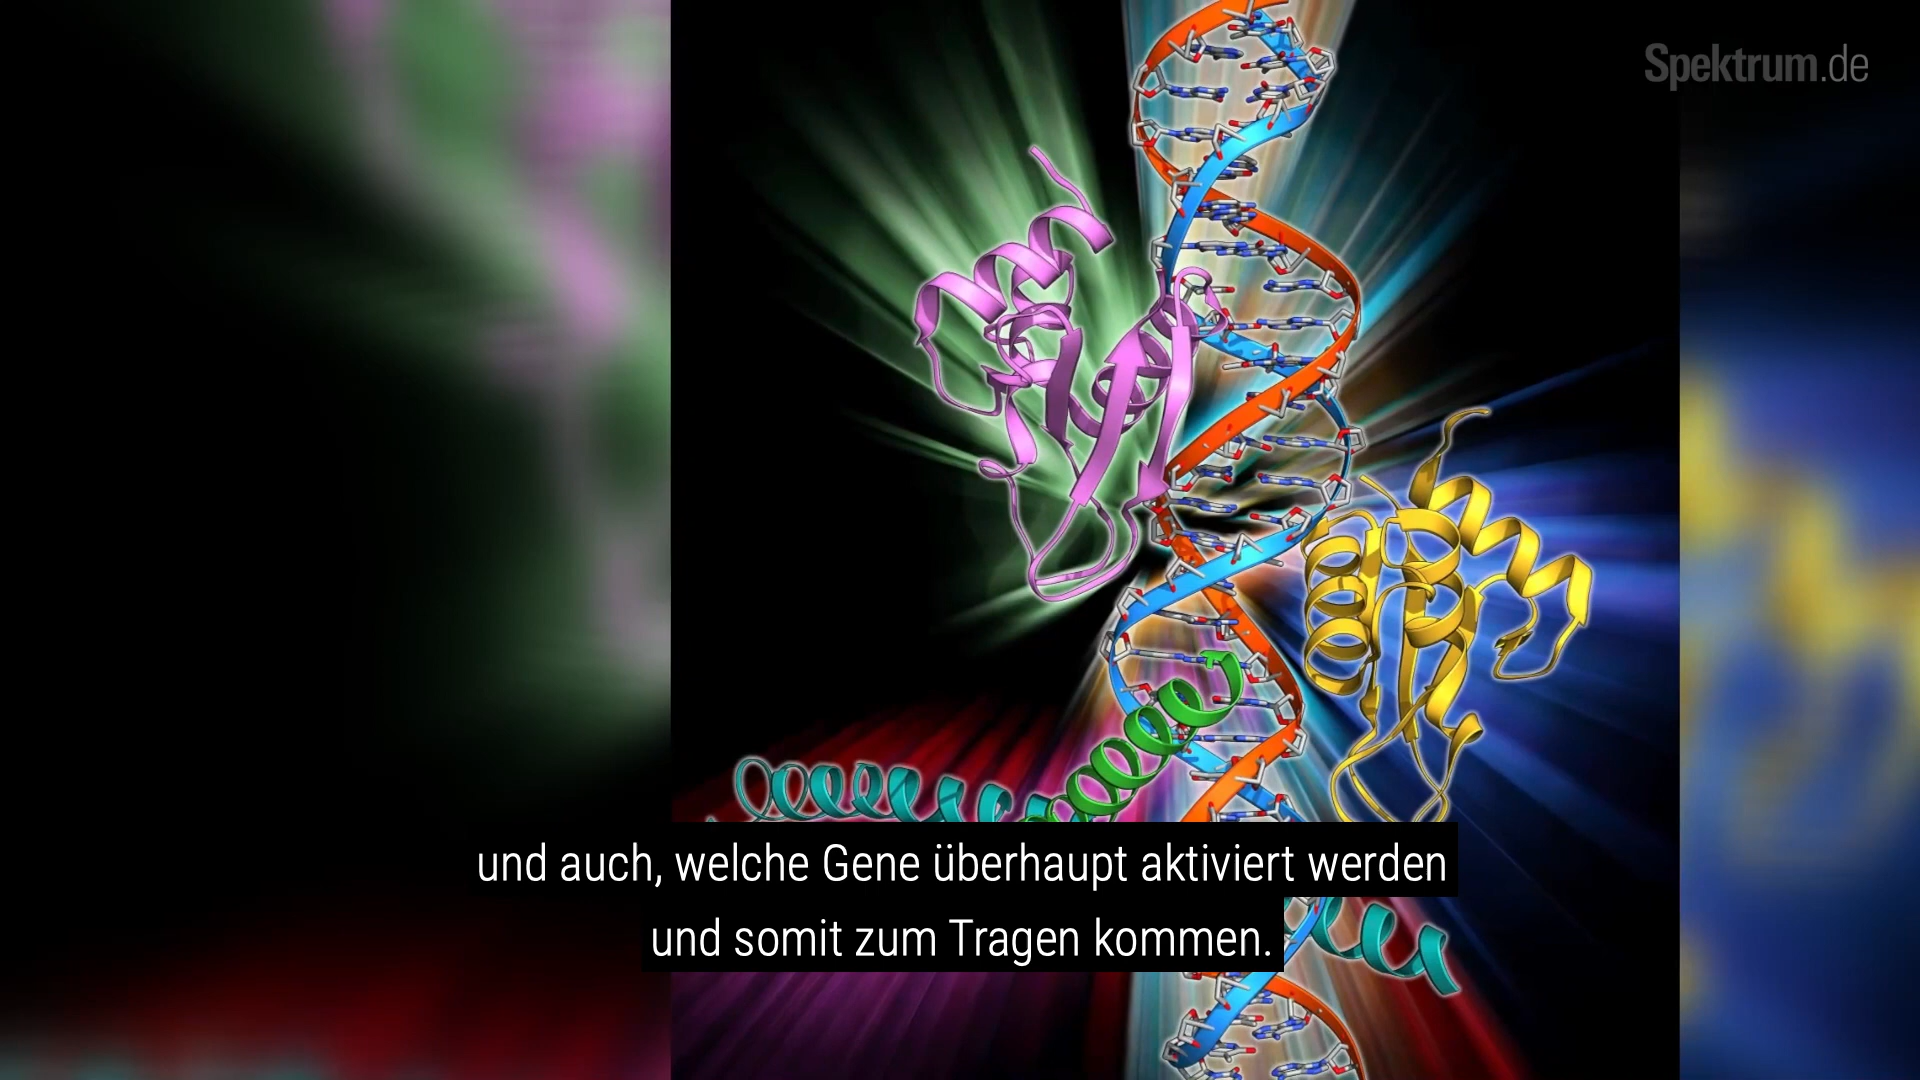 Spektrum.de
und auch, welche Gene überhaupt aktiviert werden
und somit zum Tragen kommen.